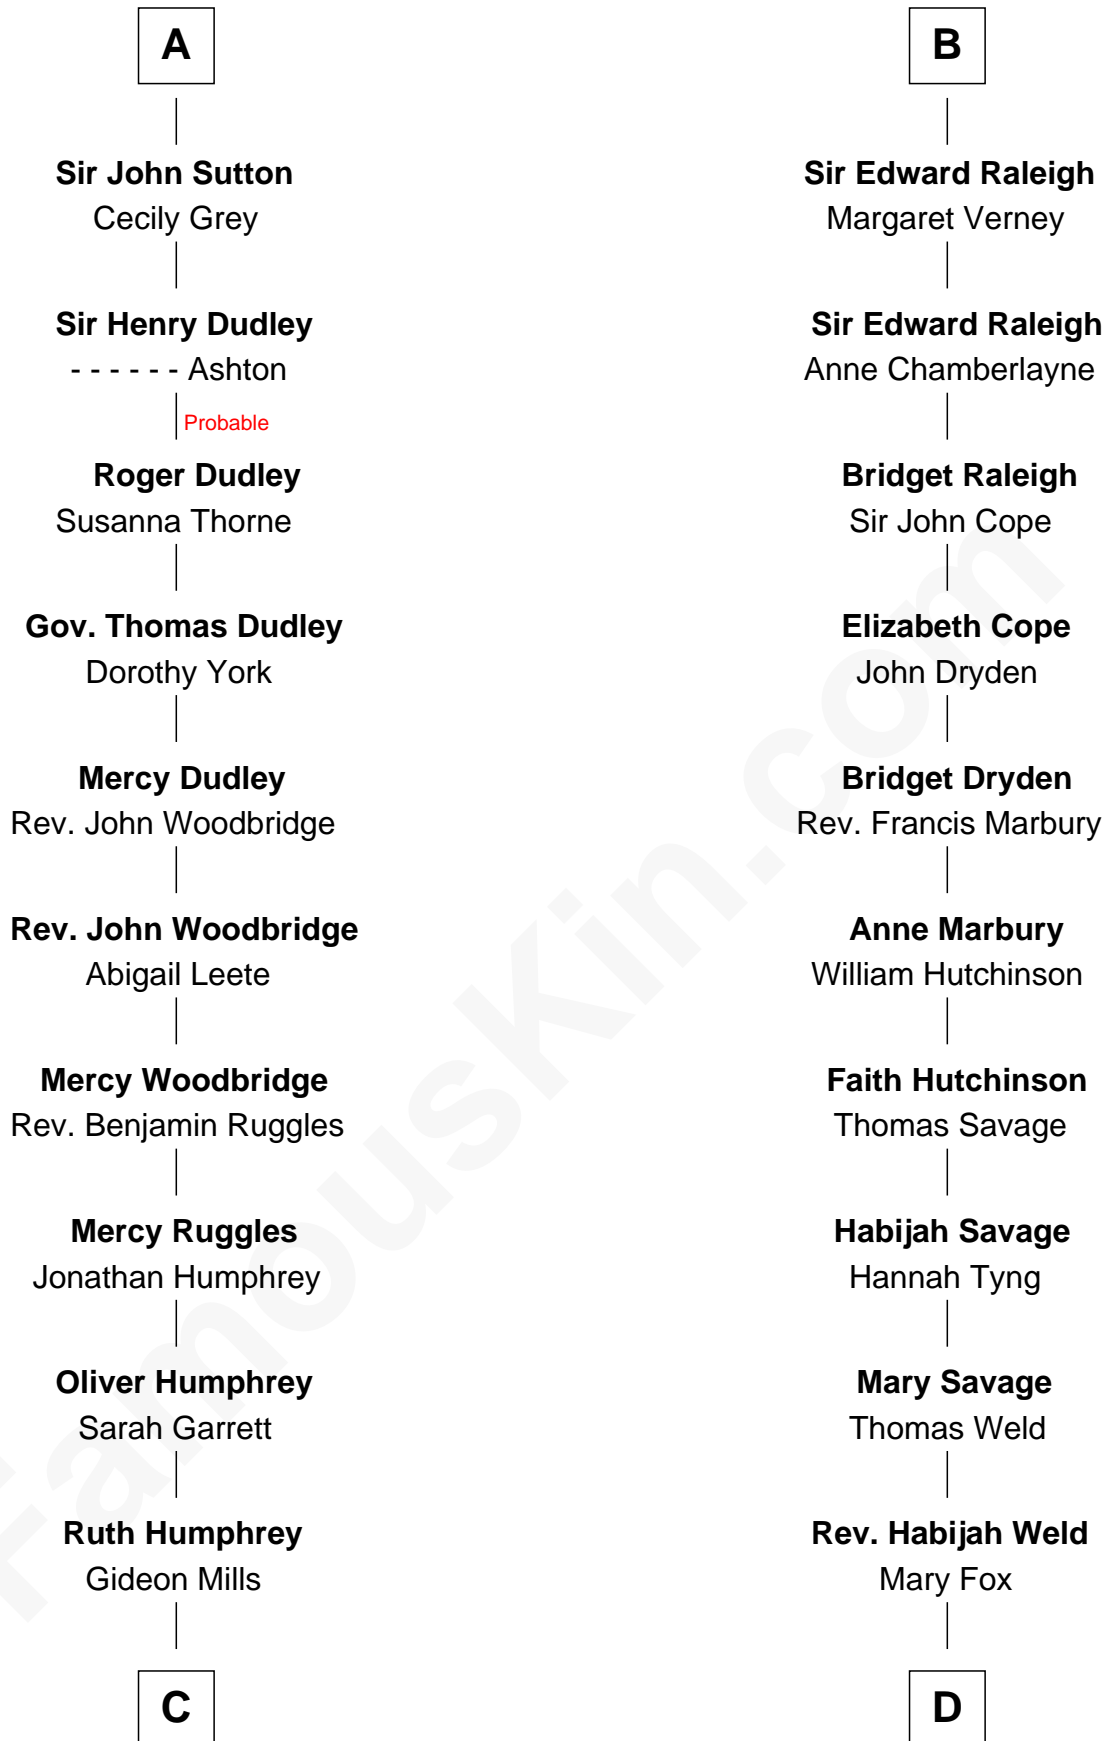 A
Sir John Sutton
Cecily Grey
Sir Henry Dudley
- - - - - - Ashton
Probable
Roger Dudley
Susanna Thorne
Gov. Thomas Dudley
Dorothy York
Mercy Dudley
Rev. John Woodbridge
Rev. John Woodbridge
Abigail Leete
Mercy Woodbridge
Rev. Benjamin Ruggles
Mercy Ruggles
Jonathan Humphrey
Oliver Humphrey
Sarah Garrett
Ruth Humphrey
Gideon Mills
C
B
Sir Edward Raleigh
Margaret Verney
Sir Edward Raleigh
Anne Chamberlayne
Bridget Raleigh
Sir John Cope
Elizabeth Cope
John Dryden
Bridget Dryden
Rev. Francis Marbury
Anne Marbury
William Hutchinson
Faith Hutchinson
Thomas Savage
Habijah Savage
Hannah Tyng
Mary Savage
Thomas Weld
Rev. Habijah Weld
Mary Fox
D
FamousKin.com